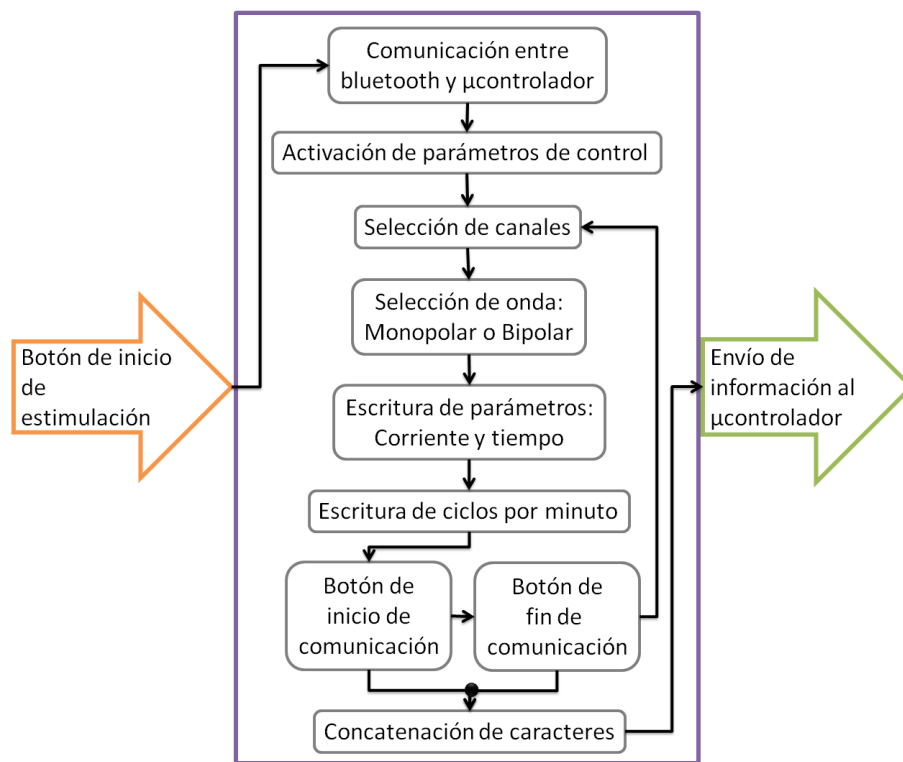 Comunicación entre
bluetooth y µcontrolador
Activación de parámetros de control
Selección de canales
Selección de onda:
Monopolar o Bipolar
Botón de inicio
de
estimulación
Envío de
información al
µcontrolador
Escritura de parámetros:
Corriente y tiempo
Escritura de ciclos por minuto
Botón de
inicio de
comunicación
Botón de
fin de
comunicación
Concatenación de caracteres